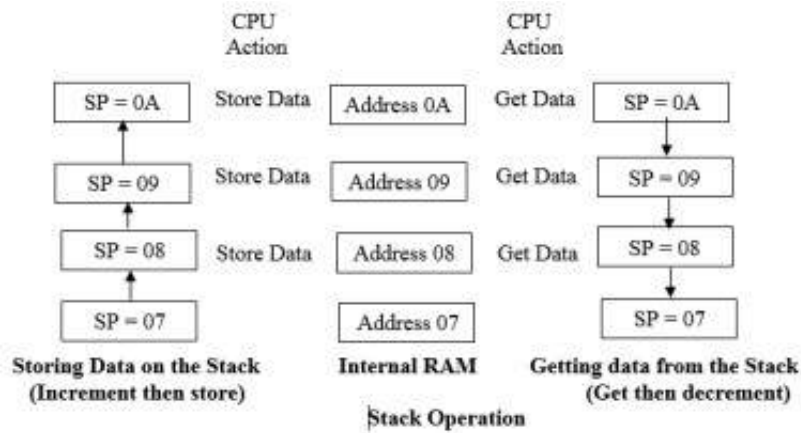 CPU
Action
CPU
Action
SP = 0A
Store Data
Address 0A
Get Data
SP = 0A
SP = 09
Store Data
Address 09
Get Data
SP = 09
SP = 08
Store Data
Address 08
Get Data
SP = 08
SP = 07
Address 07
SP = 07
Storing Data on the Stack
(Increment then store)
Internal RAM
Getting data from the Stack
(Get then decrement)
Stack Operation